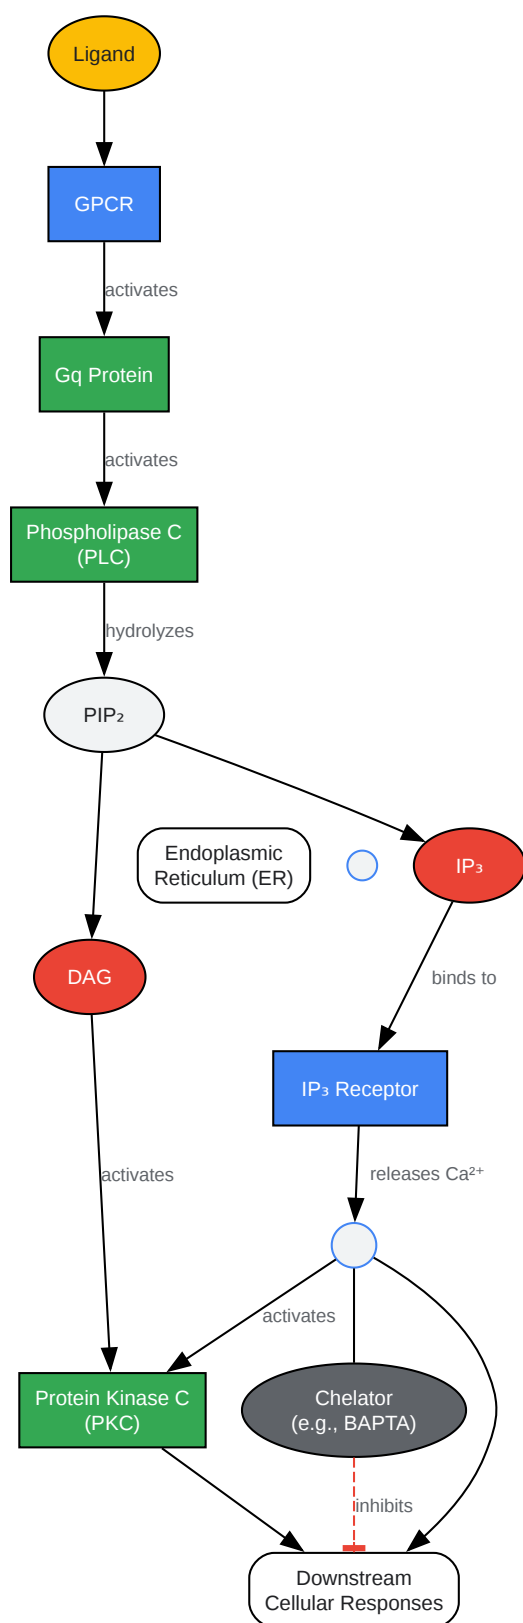 Ligand
GPCR
activates
Gq Protein
activates
Phospholipase C
(PLC)
hydrolyzes
PIP₂
Endoplasmic
Reticulum (ER)
IP₃
DAG
binds to
IP₃ Receptor
activates
releases Ca²⁺
activates
Protein Kinase C
(PKC)
Chelator
(e.g., BAPTA)
inhibits
Downstream
Cellular Responses